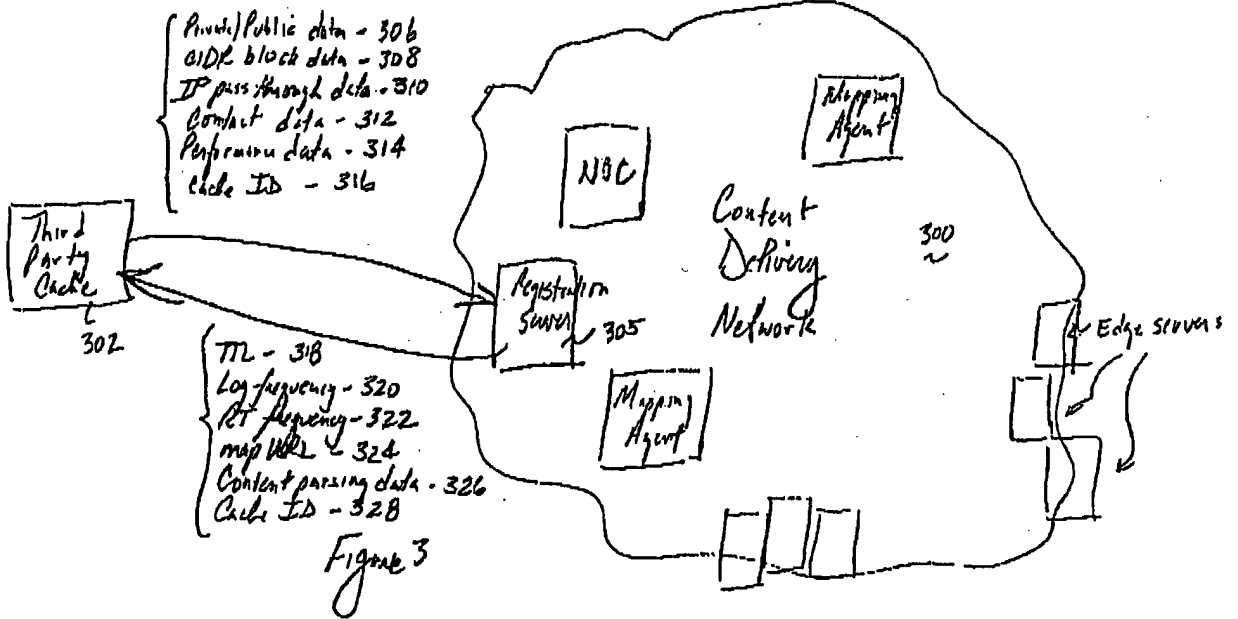 Private/Public data - 306
CIDR block data - 308
IP pass through data - 310
Contact data - 312
Performance data - 314
Cache ID - 316
Third
Party
Cache
302
Registration
Server
305
TTL - 318
Log frequency - 320
RT frequency - 322
map URL - 324
Content parsing data - 326
Cache ID - 328
Figure 3
NOC
Mapping
Agent
Content
Delivery
Network
300
Mapping
Agent
Edge servers